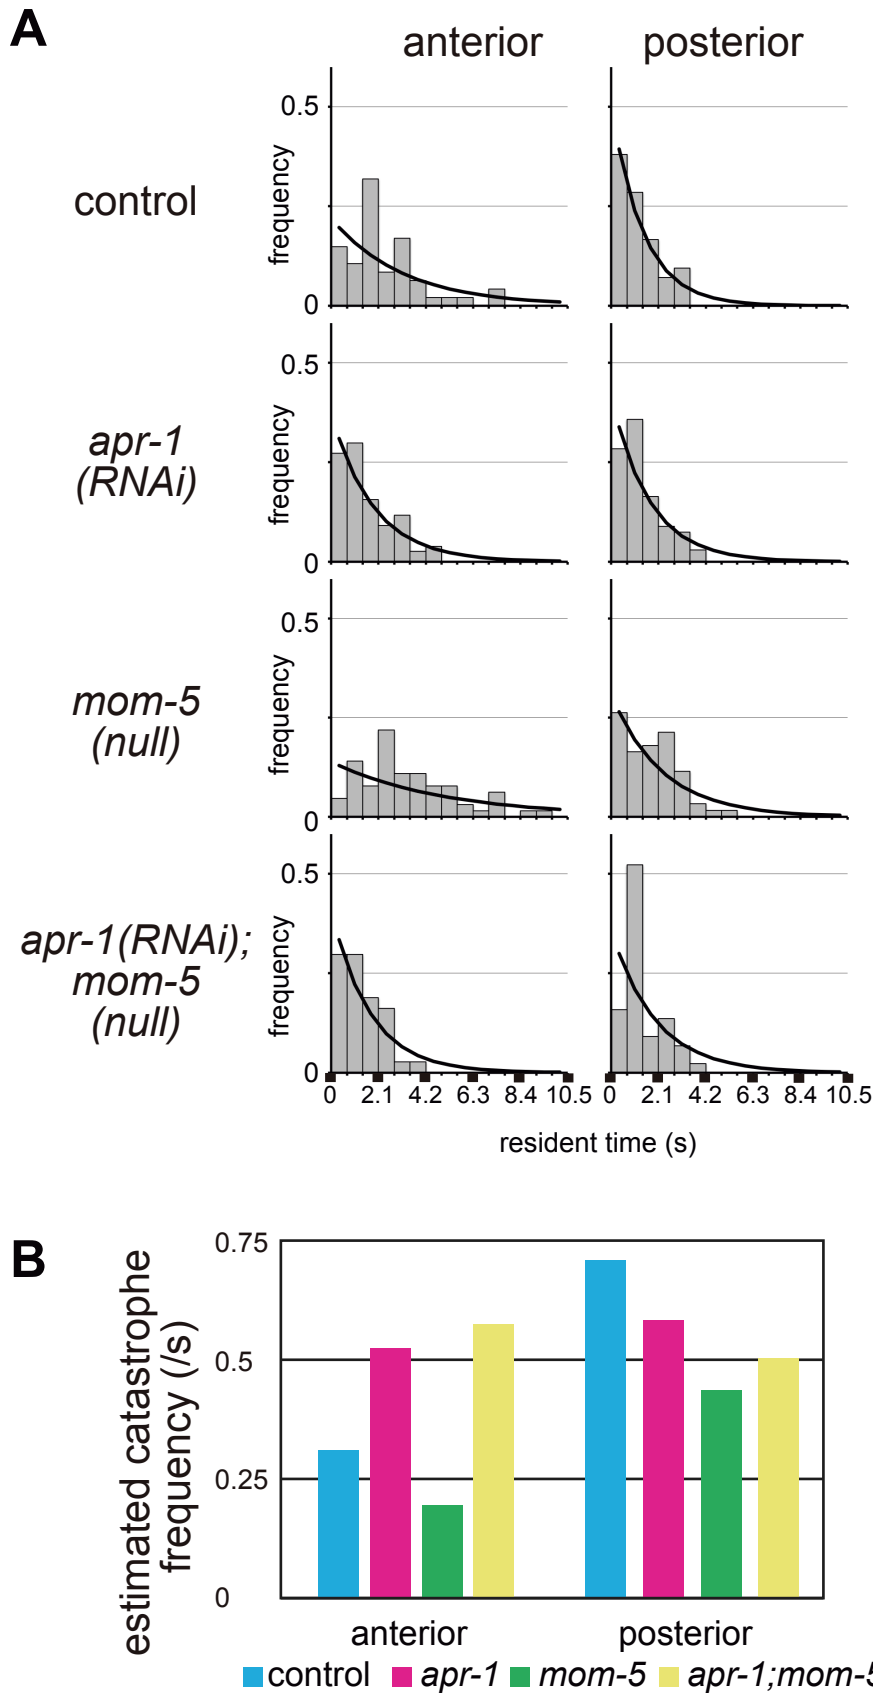 A
anterior posterior
0.5
frequency
control
0
0.5
frequency
apr-1
(RNAi)
0
0.5
frequency
mom-5
(null)
0
0.5
frequency
apr-1(RNAi);
mom-5
(null)
0
0 2.1 4.2 6.3 8.4 10.5 0 2.1 4.2 6.3 8.4 10.5
resident time (s)
B
estimated catastrophe
frequency (/s)
0.75
0.5
0.25
0
anterior posterior
control apr-1 mom-5 apr-1;mom-5